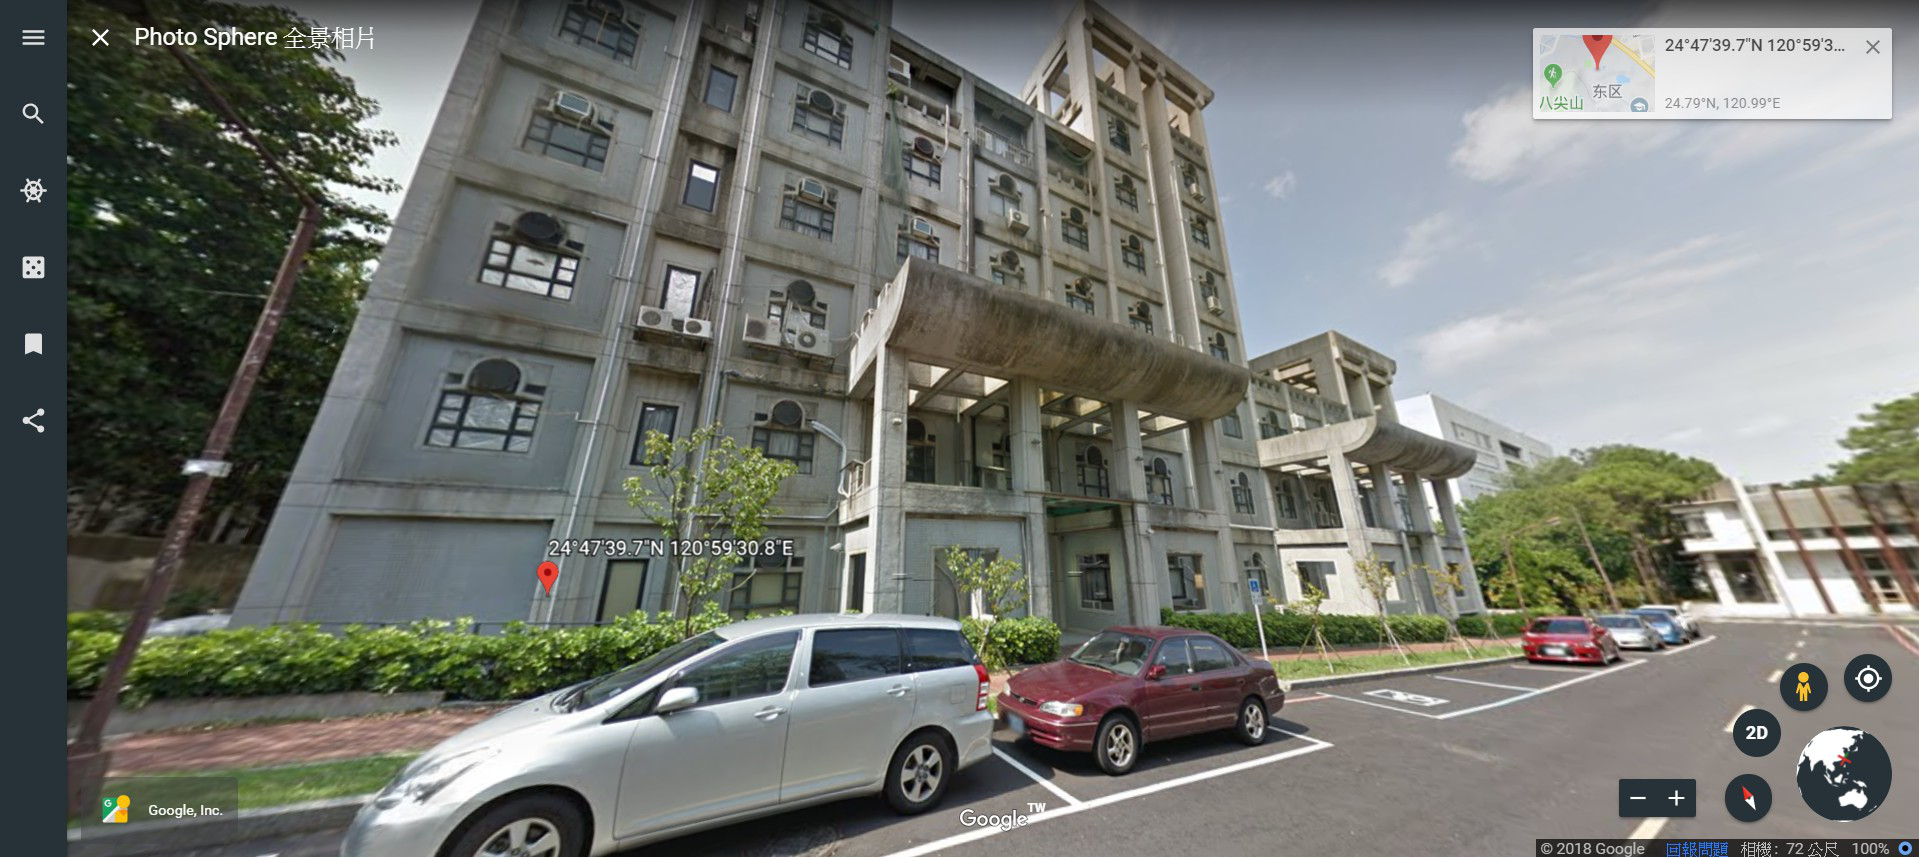 Photo Sphere 全景相片
24°47'39.7"N 120°59'3...
八尖山
东区
24.79°N, 120.99°E
24°47'39.7"N 120°59'30.8"E
2D
Google, Inc.
Google
TW
© 2018 Google 回報問題 相機: 72 公尺 100%